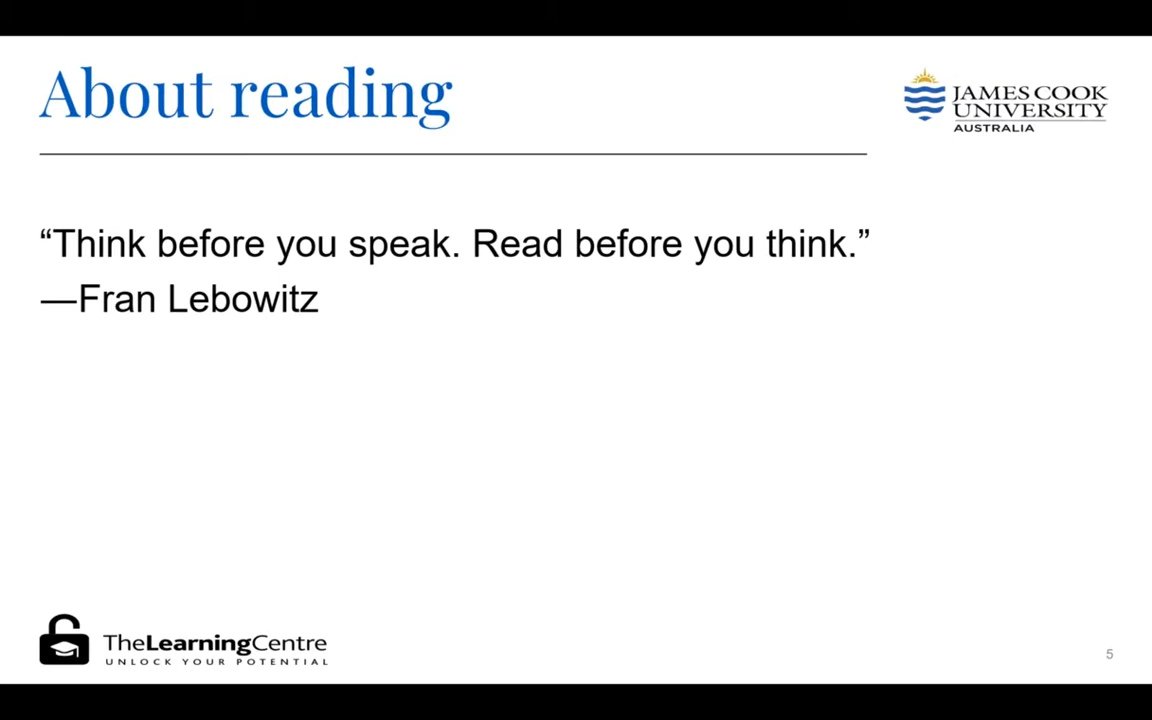 About reading
JAMES COOK
UNIVERSITY
AUSTRALIA
“Think before you speak. Read before you think.”
—Fran Lebowitz
TheLearningCentre
UNLOCK YOUR POTENTIAL
5